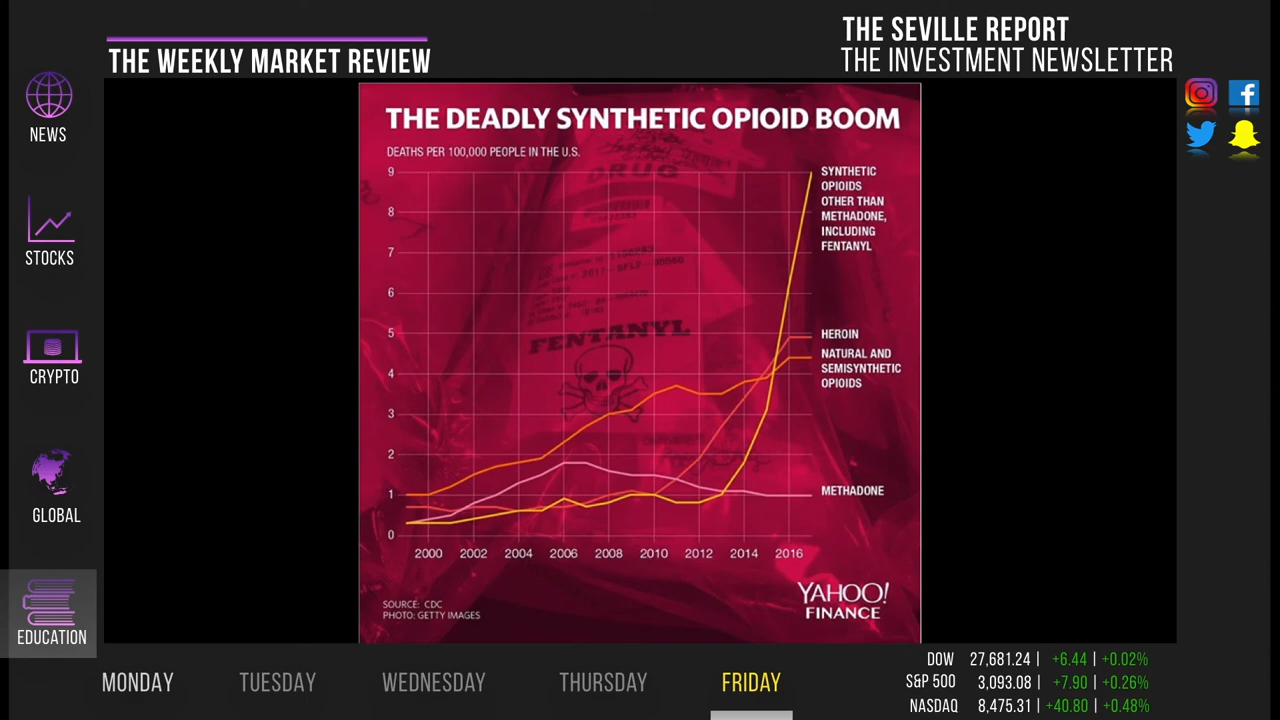 THE WEEKLY MARKET REVIEW
THE SEVILLE REPORT
THE INVESTMENT NEWSLETTER
NEWS
STOCKS
CRYPTO
GLOBAL
EDUCATION
THE DEADLY SYNTHETIC OPIOID BOOM
DEATHS PER 100,000 PEOPLE IN THE U.S.
DRUG
FENTANYL
9
8
7
6
5
4
3
2
1
0
2000 2002 2004 2006 2008 2010 2012 2014 2016
SYNTHETIC
OPIOIDS
OTHER THAN
METHADONE,
INCLUDING
FENTANYL
HEROIN
NATURAL AND
SEMISYNTHETIC
OPIOIDS
METHADONE
SOURCE: CDC
PHOTO: GETTY IMAGES
YAHOO!
FINANCE
MONDAY TUESDAY WEDNESDAY THURSDAY FRIDAY
DOW 27,681.24 | +6.44 | +0.02%
S&P 500 3,093.08 | +7.90 | +0.26%
NASDAQ 8,475.31 | +40.80 | +0.48%